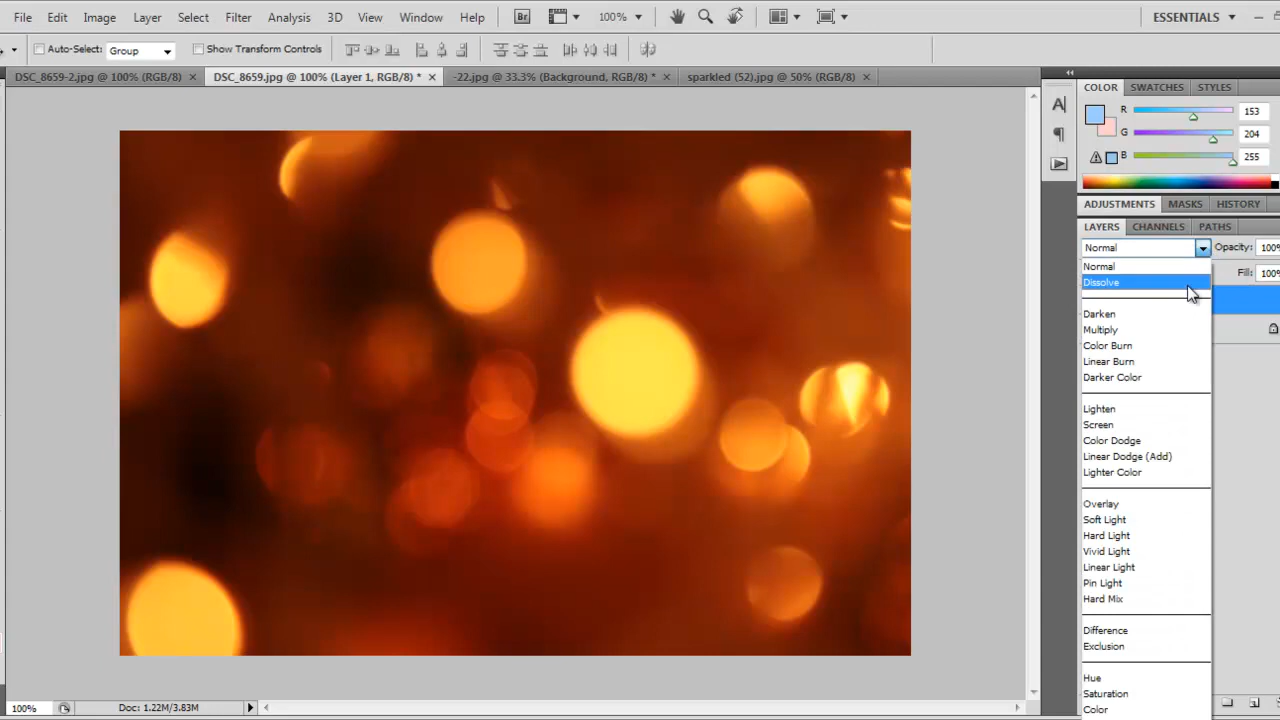 File Edit Image Layer Select Filter Analysis 3D View Window Help Br 100% ESSENTIALS
Auto-Select: Group Show Transform Controls
DSC_8659-2.jpg @ 100% (RGB/8) × DSC_8659.jpg @ 100% (Layer 1, RGB/8) * × -22.jpg @ 33.3% (Background, RGB/8) * × sparkled (52).jpg @ 50% (RGB/8) ×
COLOR SWATCHES STYLES
R 153
G 204
B 255
ADJUSTMENTS MASKS HISTORY
LAYERS CHANNELS PATHS
Normal Opacity: 100%
Normal Fill: 100%
Dissolve
Darken
Multiply
Color Burn
Linear Burn
Darker Color
Lighten
Screen
Color Dodge
Linear Dodge (Add)
Lighter Color
Overlay
Soft Light
Hard Light
Vivid Light
Linear Light
Pin Light
Hard Mix
Difference
Exclusion
Hue
Saturation
Color
100% Doc: 1.22M/3.83M